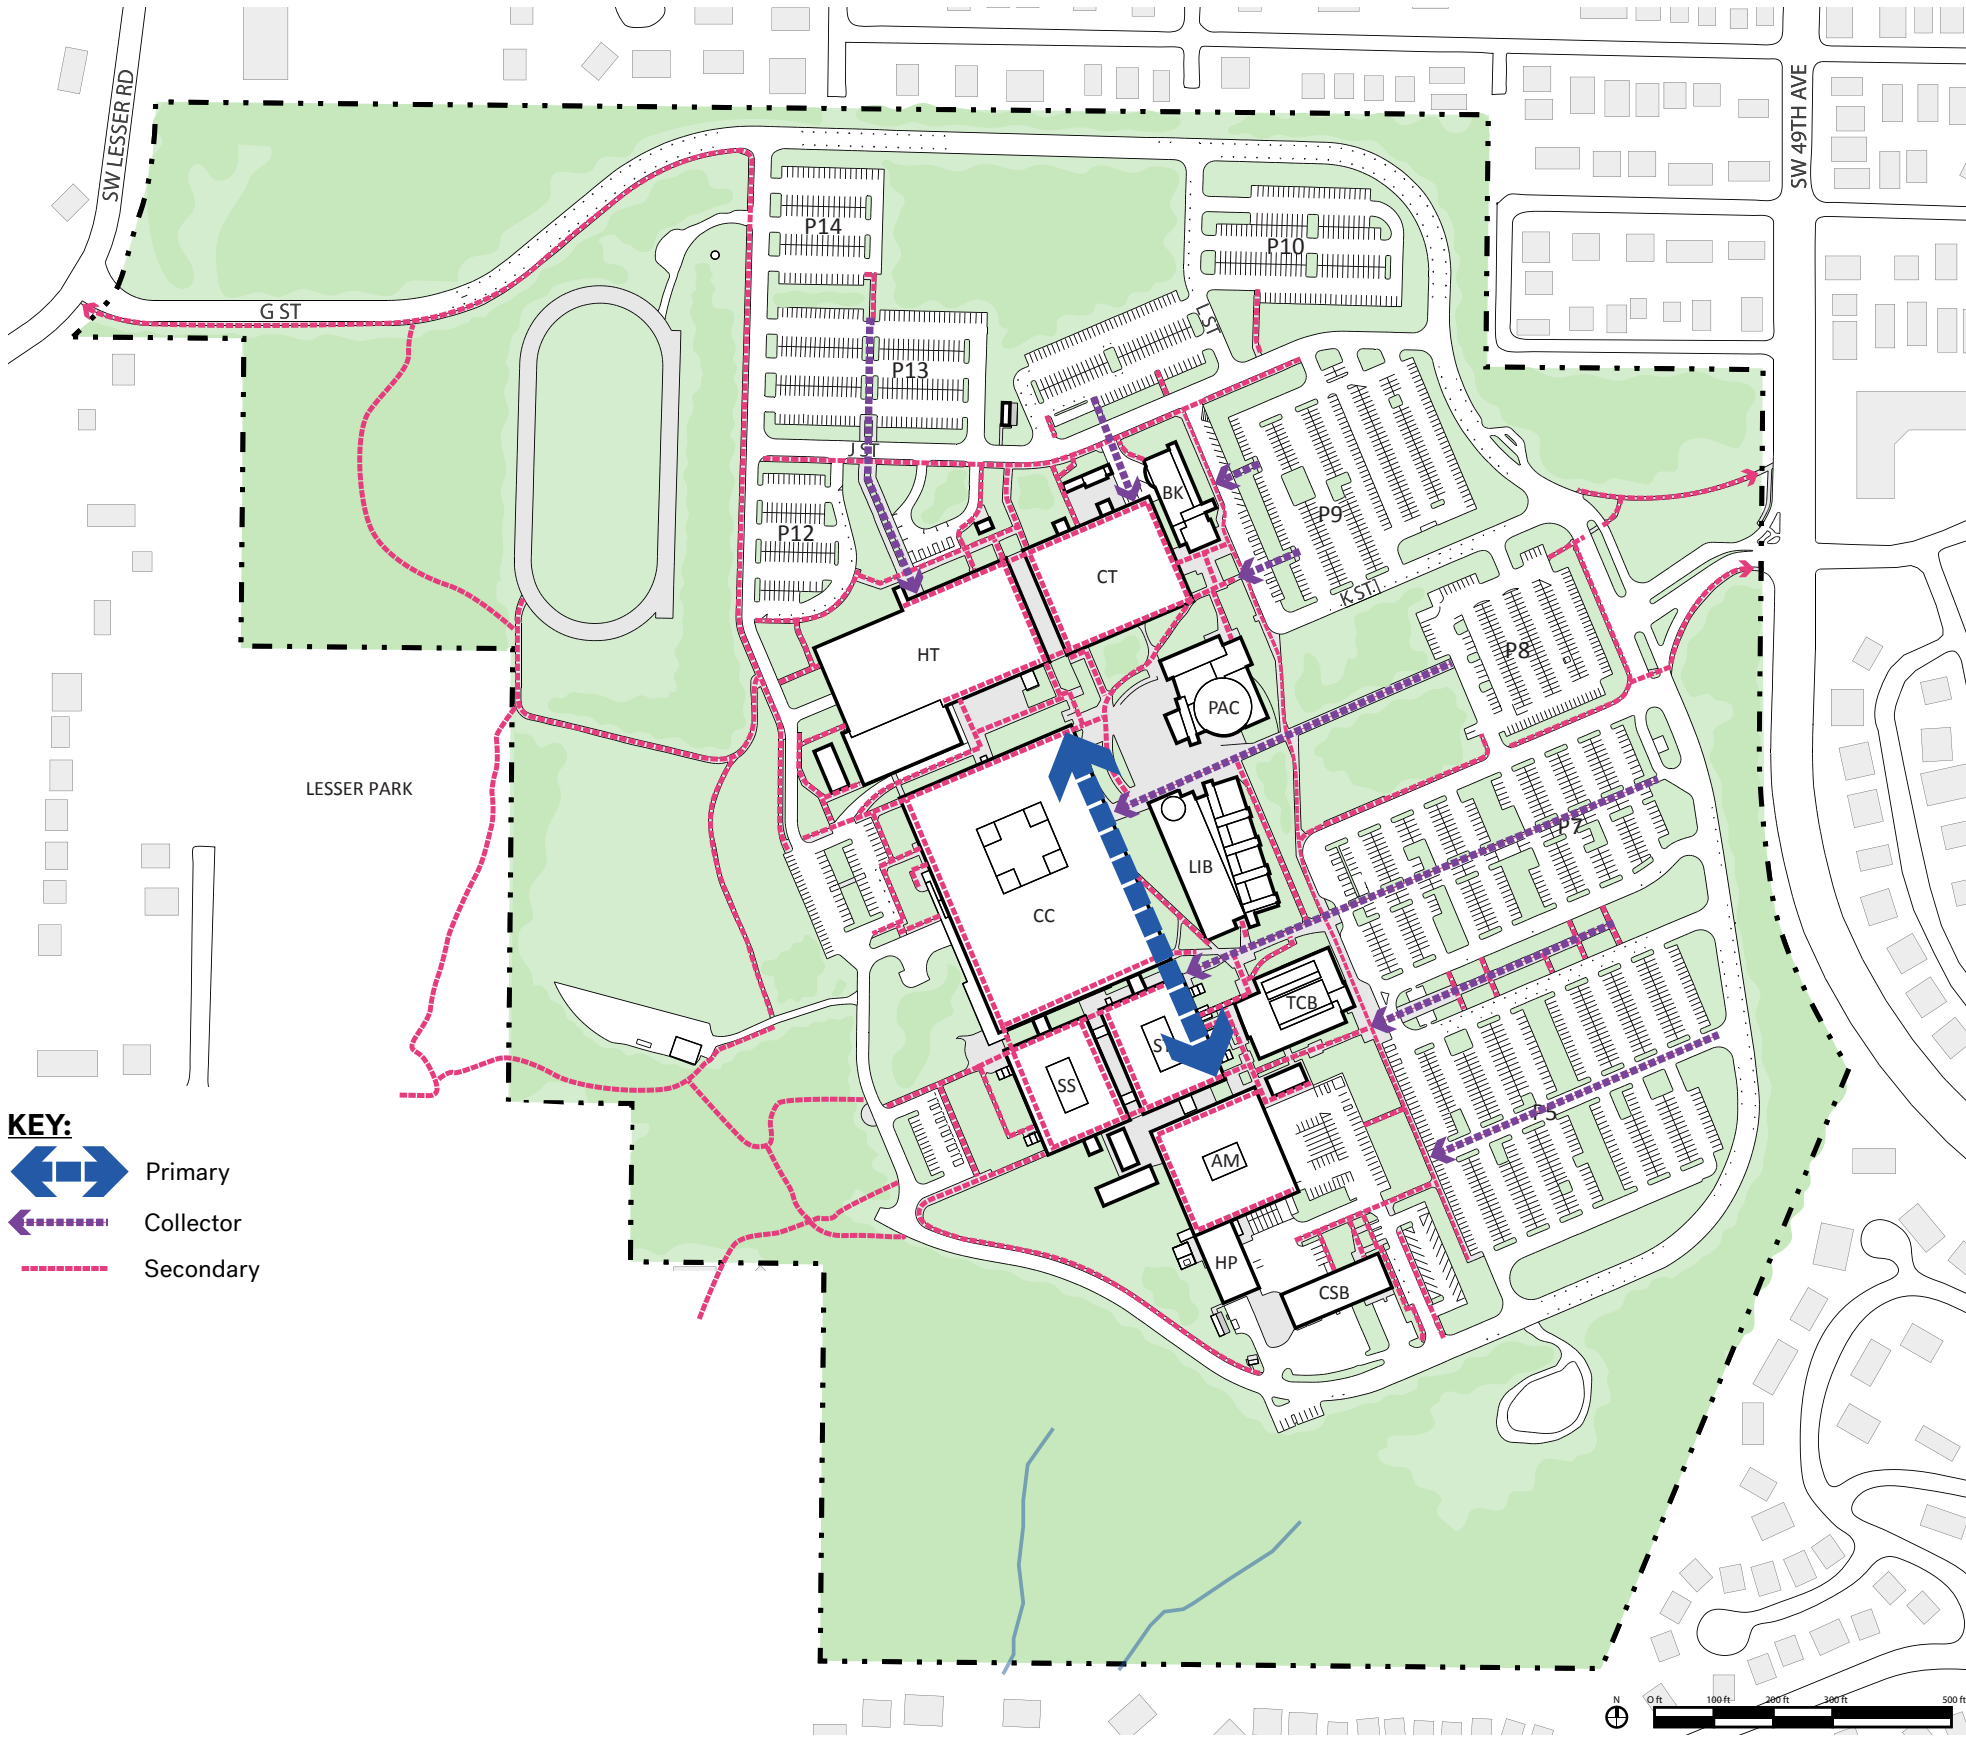 SW LESSER RD
SW 49TH AVE
P14
P10
G ST
L ST
P13
J ST
BK
P9
P12
CT
K ST
HT
P8
PAC
LESSER PARK
P7
LIB
CC
TCB
SS
P5
KEY:
AM
Primary
Collector
HP
Secondary
CSB
N
0 ft
100 ft
200 ft
300 ft
500 ft